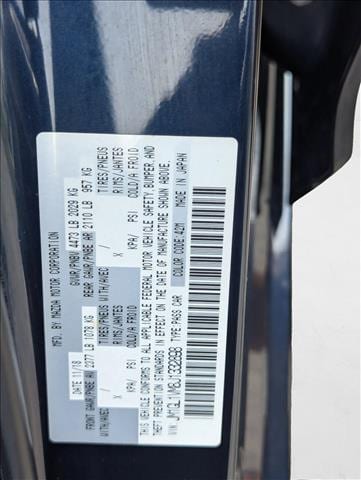 MFD. BY MAZDA MOTOR CORPORATION
DATE 11/18 GVWR/PNBV 4473 LB 2029 KG
FRONT GAWR/PNBE AV 2377 LB 1078 KG REAR GAWR/PNBE AR 2110 LB 957 KG
WITH/AVEC TIRES/PNEUS WITH/AVEC TIRES/PNEUS
X RIMS/JANTES X RIMS/JANTES
KPA/ PSI COLD/A FROID KPA/ PSI COLD/A FROID
THIS VEHICLE CONFORMS TO ALL APPLICABLE FEDERAL MOTOR VEHICLE SAFETY, BUMPER, AND
THEFT PREVENTION STANDARDS IN EFFECT ON THE DATE OF MANUFACTURE SHOWN ABOVE.
VIN: JM1GL1VM6J1332898 TYPE: PASS CAR COLOR CODE: 42M MADE IN JAPAN